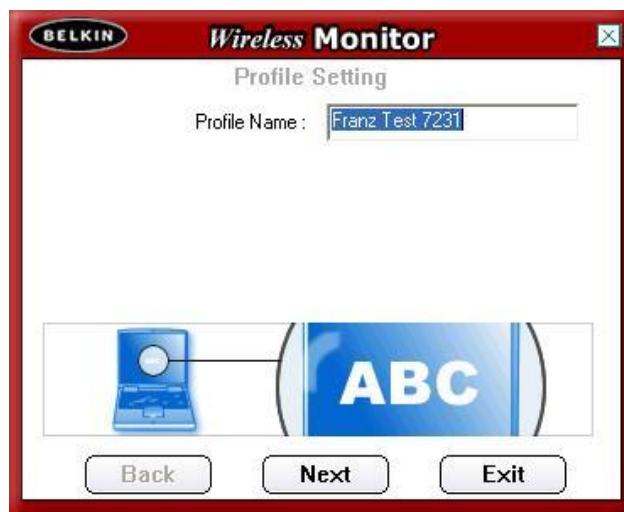 BELKIN
Wireless Monitor
Profile Setting
Profile Name : Franz Test 7231
ABC
Back Next Exit